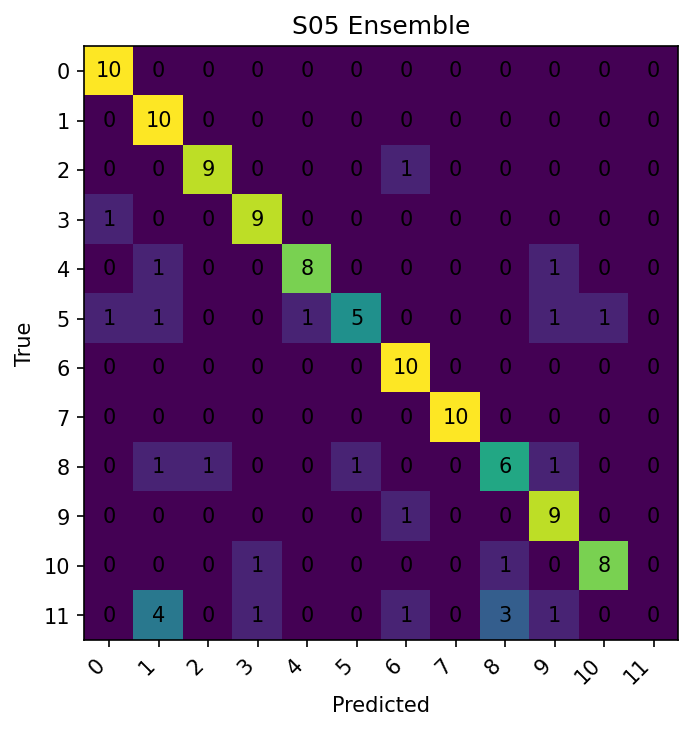 S05 Ensemble
0 10 0 0 0 0 0 0 0 0 0 0 0
1 0 10 0 0 0 0 0 0 0 0 0 0
2 0 0 9 0 0 0 1 0 0 0 0 0
3 1 0 0 9 0 0 0 0 0 0 0 0
4 0 1 0 0 8 0 0 0 0 1 0 0
5 1 1 0 0 1 5 0 0 0 1 1 0
6 0 0 0 0 0 0 10 0 0 0 0 0
7 0 0 0 0 0 0 0 10 0 0 0 0
8 0 1 1 0 0 1 0 0 6 1 0 0
9 0 0 0 0 0 0 1 0 0 9 0 0
10 0 0 0 1 0 0 0 0 1 0 8 0
11 0 4 0 1 0 0 1 0 3 1 0 0
True
0 1 2 3 4 5 6 7 8 9 10 11
Predicted